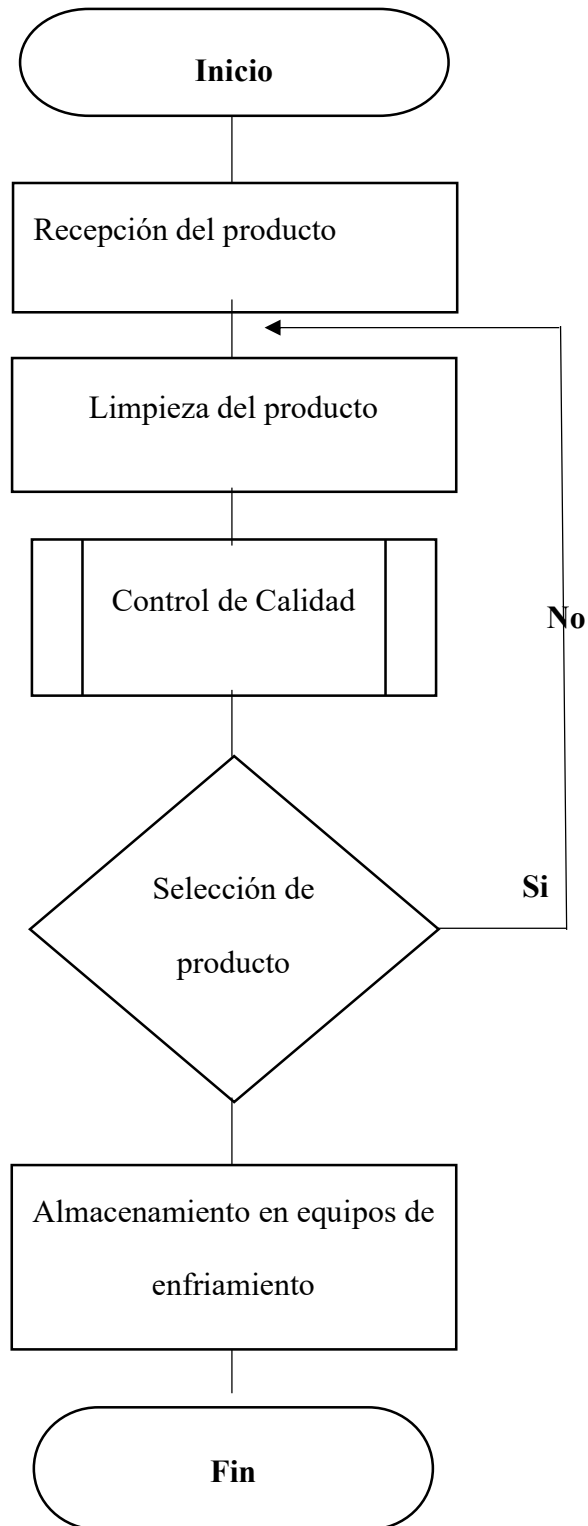 Inicio
Recepción del producto
Limpieza del producto
Control de Calidad
No
Selección de
producto
Si
Almacenamiento en equipos de
enfriamiento
Fin